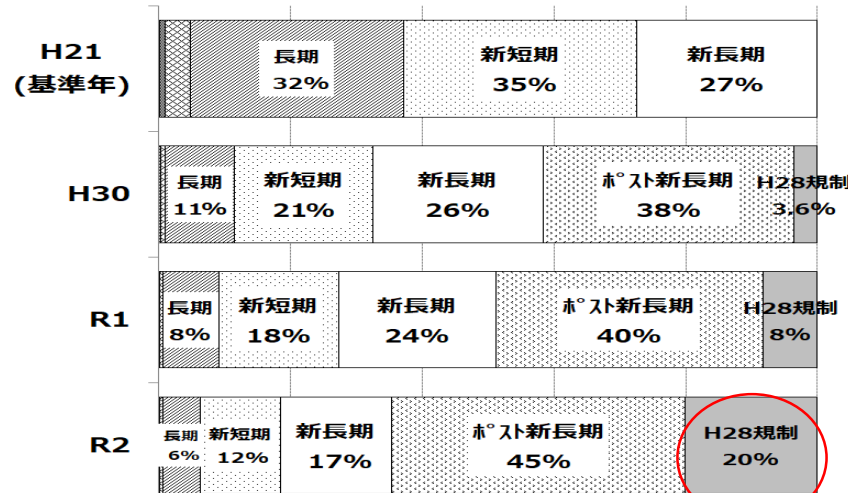 H21
(基準年)
長期
32%
新短期
35%
新長期
27%
H30
長期
11%
新短期
21%
新長期
26%
ﾎﾟｽﾄ新長期
38%
H28規制
3.6%
R1
長期
8%
新短期
18%
新長期
24%
ﾎﾟｽﾄ新長期
40%
H28規制
8%
R2
長期
6%
新短期
12%
新長期
17%
ﾎﾟｽﾄ新長期
45%
H28規制
20%